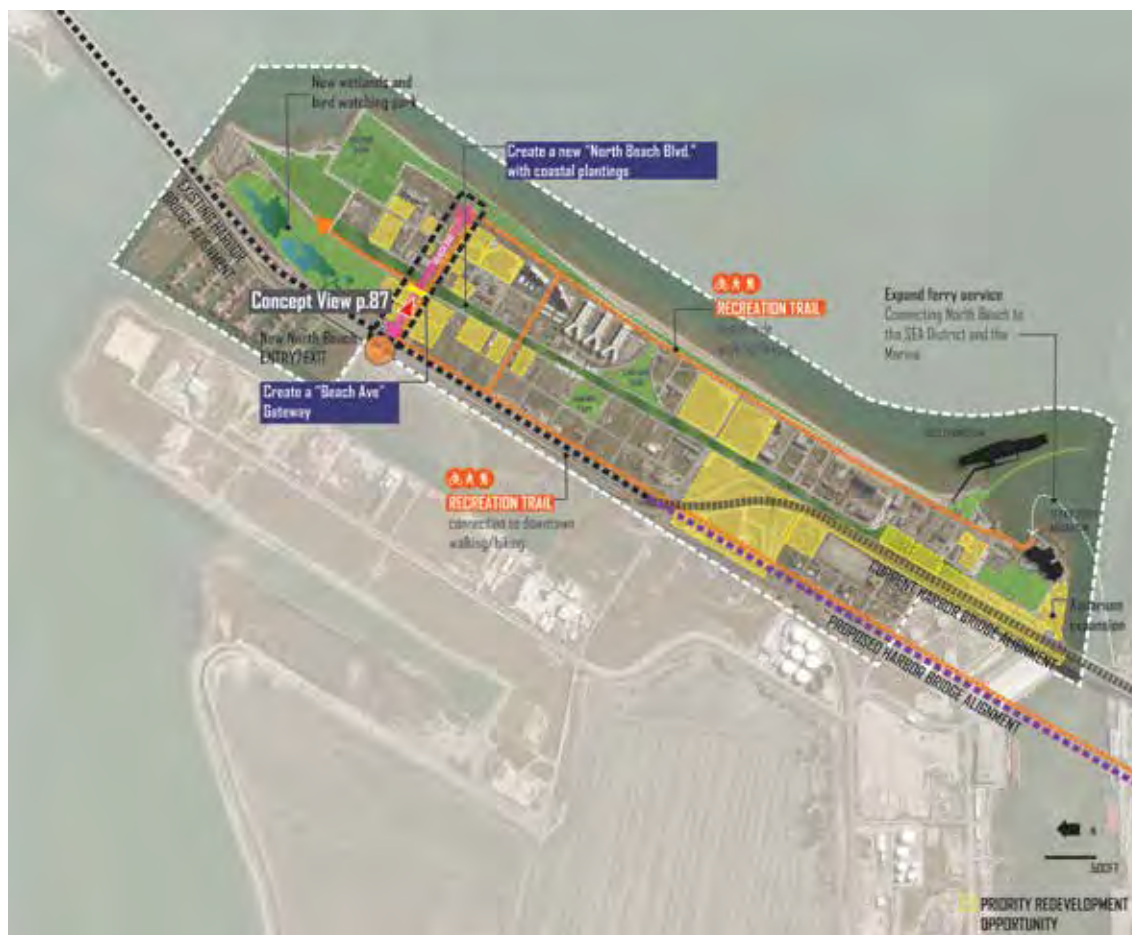 New wetlands and
bird watching park
Create a new "North Beach Blvd."
with coastal plantings
EXISTING HARBOR
BRIDGE ALIGNMENT
BEACH AVE
Concept View p.87
New North Beach
ENTRY/EXIT
Create a "Beach Ave"
Gateway
RECREATION TRAIL
Expand ferry service
Connecting North Beach to
the SEA District and the
Marina
RECREATION TRAIL
connection to downtown
walking/biking
CURRENT HARBOR BRIDGE ALIGNMENT
expansion
PROPOSED HARBOR BRIDGE ALIGNMENT
500FT
PRIORITY REDEVELOPMENT
OPPORTUNITY